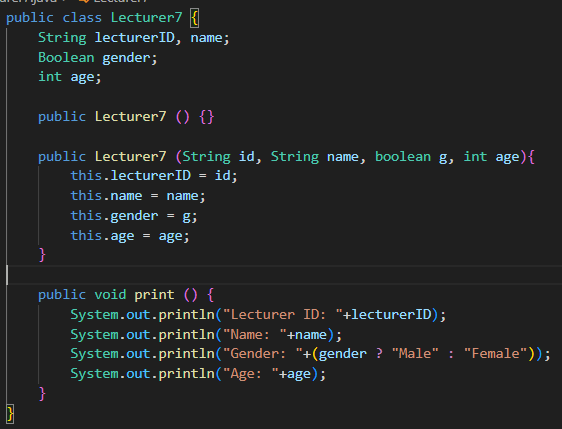 public class Lecturer7 {
    String lecturerID, name;
    Boolean gender;
    int age;

    public Lecturer7 () {}

    public Lecturer7 (String id, String name, boolean g, int age){
        this.lecturerID = id;
        this.name = name;
        this.gender = g;
        this.age = age;
    }

    public void print () {
        System.out.println("Lecturer ID: "+lecturerID);
        System.out.println("Name: "+name);
        System.out.println("Gender: "+(gender ? "Male" : "Female"));
        System.out.println("Age: "+age);
    }
}